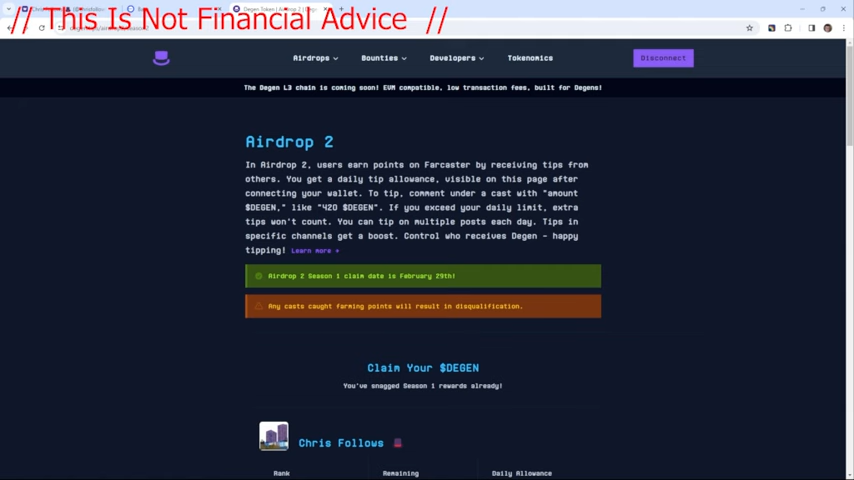 // This Is Not Financial Advice //
Degen Token | Airdrop 2 | Deg
Airdrops Bounties Developers Tokenomics Disconnect
The Degen L3 chain is coming soon! EVM compatible, low transaction fees, built for Degens!
Airdrop 2
In Airdrop 2, users earn points on Farcaster by receiving tips from
others. You get a daily tip allowance, visible on this page after
connecting your wallet. To tip, comment under a cast with "amount
$DEGEN," like "420 $DEGEN". If you exceed your daily limit, extra
tips won't count. You can tip on multiple posts each day. Tips in
specific channels get a boost. Control who receives Degen - happy
tipping! Learn more →
Airdrop 2 Season 1 claim date is February 29th!
Any casts caught farming points will result in disqualification.
Claim Your $DEGEN
You've snagged Season 1 rewards already!
Chris Follows
Rank Remaining Daily Allowance